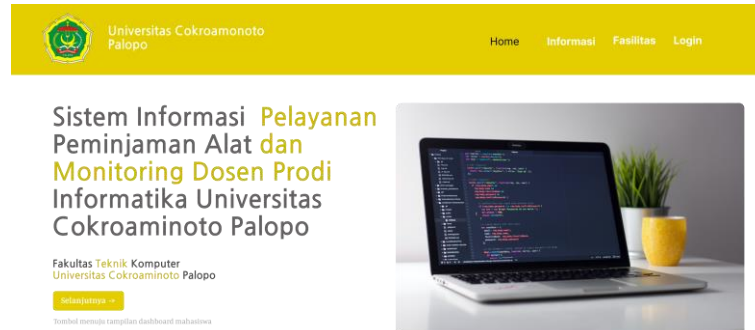 Universitas Cokroamonoto
Palopo
Home Informasi Fasilitas Login
Sistem Informasi Pelayanan
Peminjaman Alat dan
Monitoring Dosen Prodi
Informatika Universitas
Cokroaminoto Palopo
Fakultas Teknik Komputer
Universitas Cokroaminoto Palopo
Selanjutnya →
Tombol menuju tampilan dashboard mahasiswa